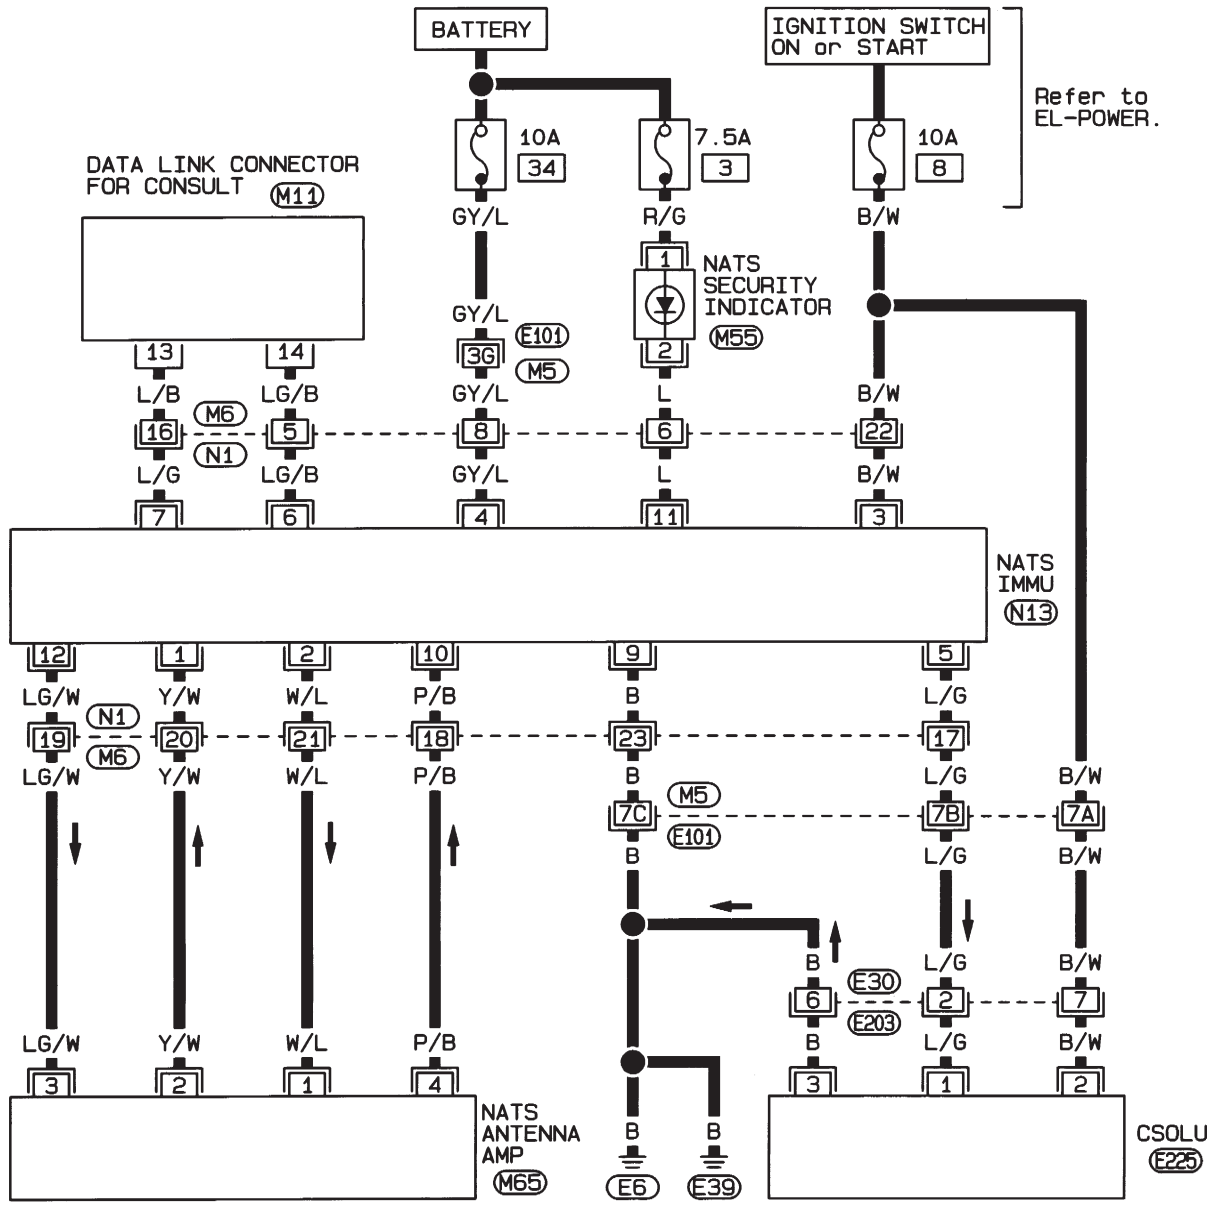 BATTERY
IGNITION SWITCH
ON or START
Refer to
EL-POWER.
10A
34
7.5A
3
10A
8
DATA LINK CONNECTOR
FOR CONSULT
M11
GY/L
R/G
B/W
1
NATS
SECURITY
INDICATOR
M55
2
GY/L
E101
3G
M5
13
14
L/B
LG/B
GY/L
L
B/W
M6
16
5
8
6
22
N1
L/G
LG/B
GY/L
L
B/W
7
6
4
11
3
NATS
IMMU
N13
12
1
2
10
9
5
LG/W
Y/W
W/L
P/B
B
L/G
N1
19
20
21
18
23
17
M6
LG/W
Y/W
W/L
P/B
B
L/G
B/W
M5
7C
7B
7A
E101
B
L/G
B/W
B
L/G
B/W
E30
6
2
7
E203
LG/W
Y/W
W/L
P/B
B
L/G
B/W
3
2
1
4
3
1
2
NATS
ANTENNA
AMP
M65
B
B
E6
E39
CSOLU
E225